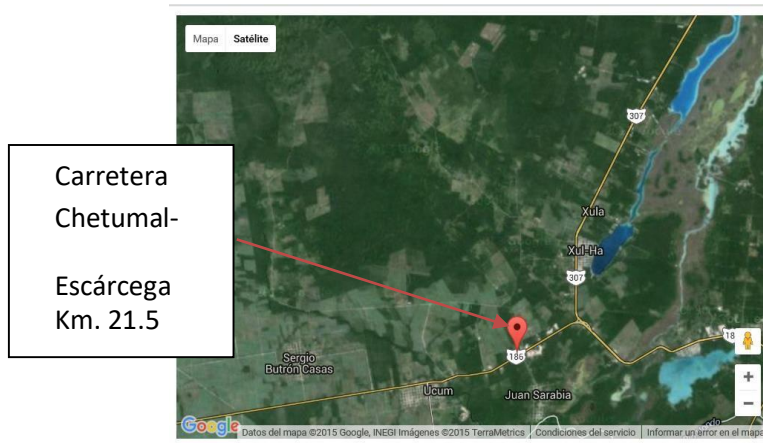 Mapa Satélite
307
Carretera
Chetumal-
Escárcega
Km. 21.5
Xula
Xul-Ha
307
186
18
Sergio
Butrón Casas
Ucum
Juan Sarabia
+
−
Google
Datos del mapa ©2015 Google, INEGI Imágenes ©2015 TerraMetrics | Condiciones del servicio | Informar un error en el mapa